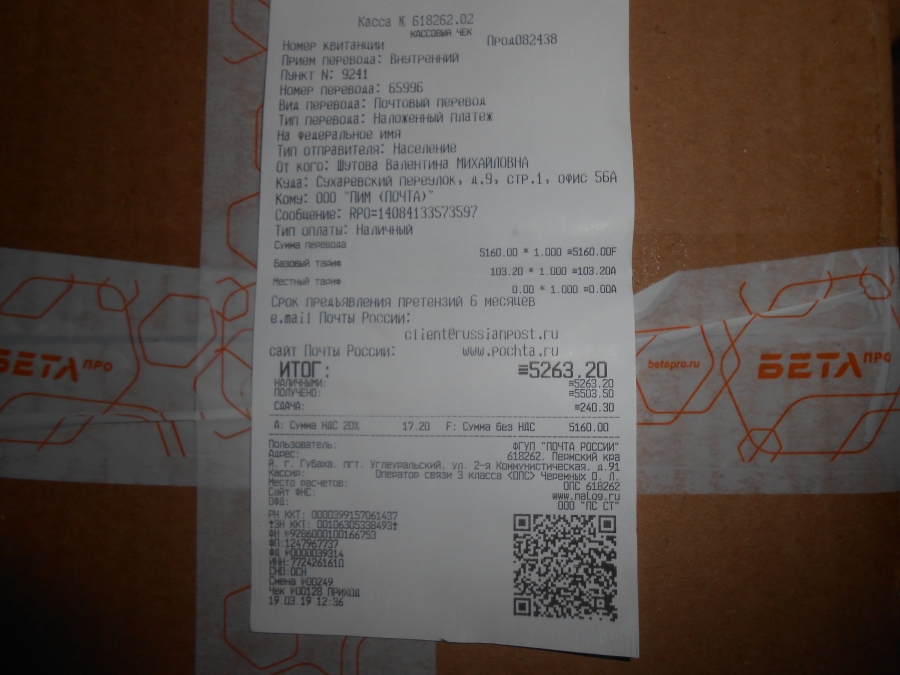 Касса № 618262.02
КАССОВЫЙ ЧЕК
Номер квитанции Прод082438
Прием перевода: Внутренний
Пункт N: 9241
Номер перевода: 65996
Вид перевода: Почтовый перевод
Тип перевода: Наложенный платеж
На федеральное имя
Тип отправителя: Население
От кого: Шутова Валентина МИХАЙЛОВНА
Куда: Сухаревский переулок, д.9, стр.1, офис 56А
Кому: ООО "ПИМ (ПОЧТА)"
Сообщение: RPO=14084133573597
Тип оплаты: Наличный
Сумма перевода
5160.00 * 1.000 ≡5160.00F
Базовый тариф
103.20 * 1.000 ≡103.20А
Местный тариф
0.00 * 1.000 ≡0.00А
Срок предъявления претензий 6 месяцев
e.mail Почты России:
client@russianpost.ru
сайт Почты России: www.pochta.ru
ИТОГ: ≡5263.20
НАЛИЧНЫМИ: ≡5263.20
ПОЛУЧЕНО: ≡5503.50
СДАЧА: ≡240.30
А: Сумма НДС 20% 17.20 F: Сумма без НДС 5160.00
Пользователь: ФГУП "ПОЧТА РОССИИ"
Адрес: 618262, Пермский кра
й, г. Губаха, пгт. Углеуральский, ул. 2-я Коммунистическая, д.91
Кассир: Оператор связи 3 класса <ОПС> Черемных О. Л.
Место расчетов: ОПС 618262
Сайт ФНС: www.nalog.ru
ОФД: ООО "ПС СТ"
РН ККТ: 0000399157061437
ЗН ККТ: 00106305338493
ФН №9286000100166753
ФП:1247967737
ФД №0000039314
ИНН:7724261610
СНО:ОСН
Смена №00249
Чек №00128 ПРИХОД
19.03.19 12:36
БЕТА ПРО
betapro.ru
БЕТА ПРО